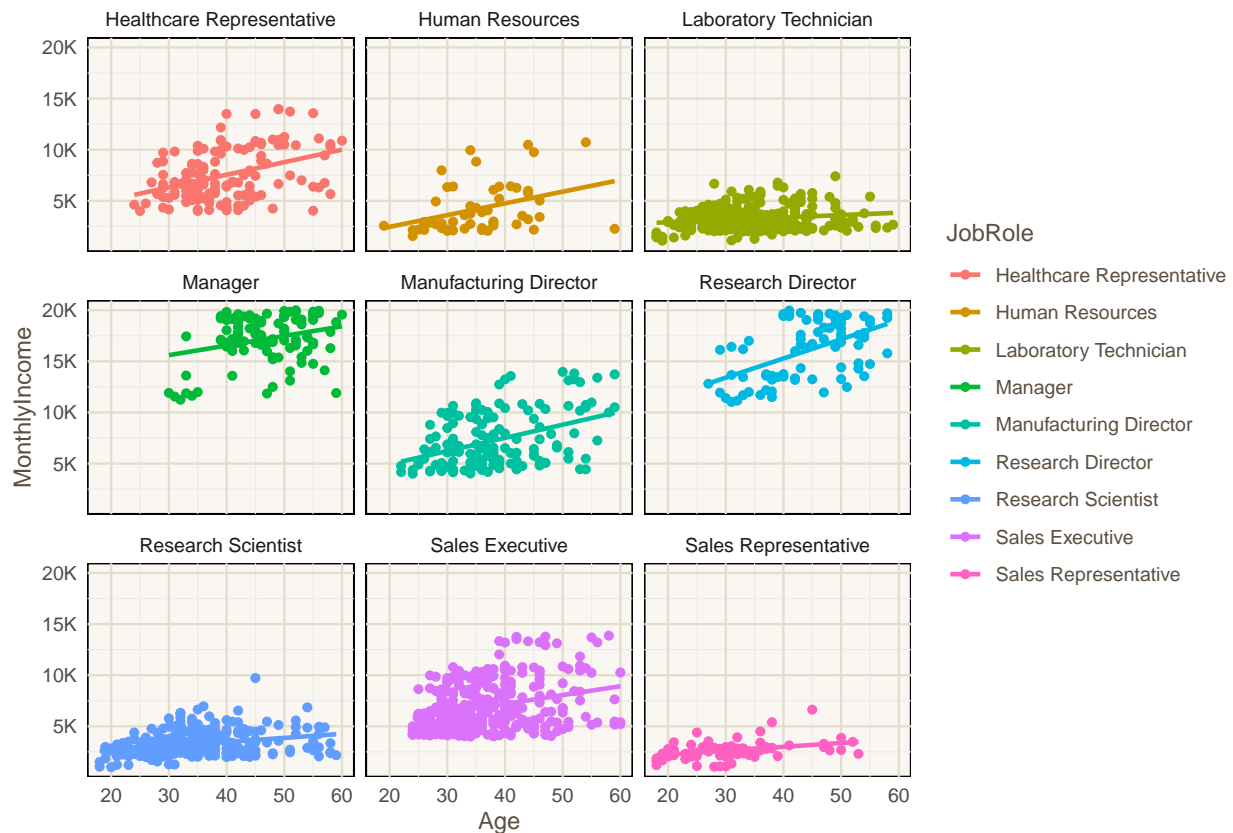 Healthcare Representative
Human Resources
Laboratory Technician
20K
15K
10K
5K
Manager
Manufacturing Director
Research Director
20K
15K
10K
5K
Research Scientist
Sales Executive
Sales Representative
20K
15K
10K
5K
20 30 40 50 60
20 30 40 50 60
20 30 40 50 60
Age
MonthlyIncome
JobRole
Healthcare Representative
Human Resources
Laboratory Technician
Manager
Manufacturing Director
Research Director
Research Scientist
Sales Executive
Sales Representative